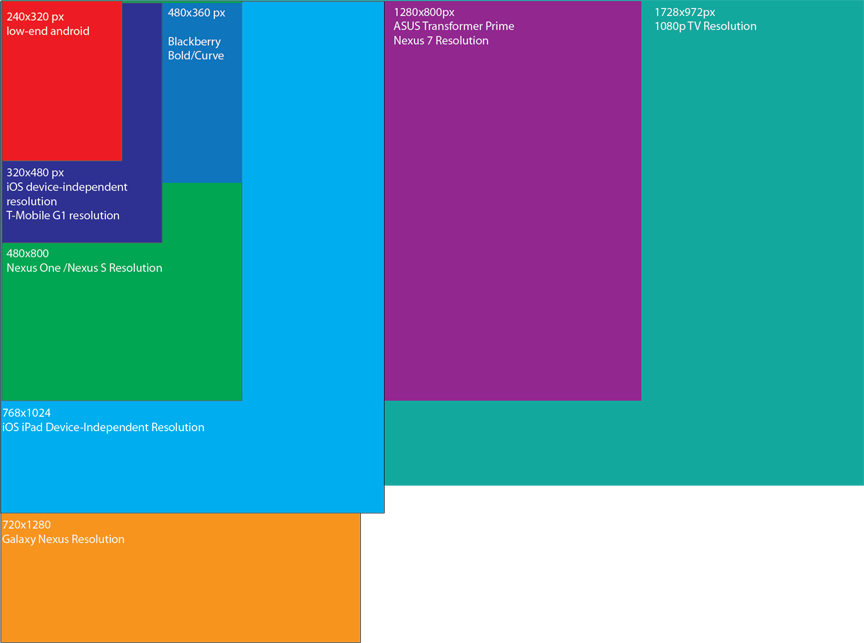 240x320 px
low-end android
480x360 px
Blackberry
Bold/Curve
1280x800px
ASUS Transformer Prime
Nexus 7 Resolution
1728x972px
1080p TV Resolution
320x480 px
iOS device-independent
resolution
T-Mobile G1 resolution
480x800
Nexus One /Nexus S Resolution
768x1024
iOS iPad Device-Independent Resolution
720x1280
Galaxy Nexus Resolution